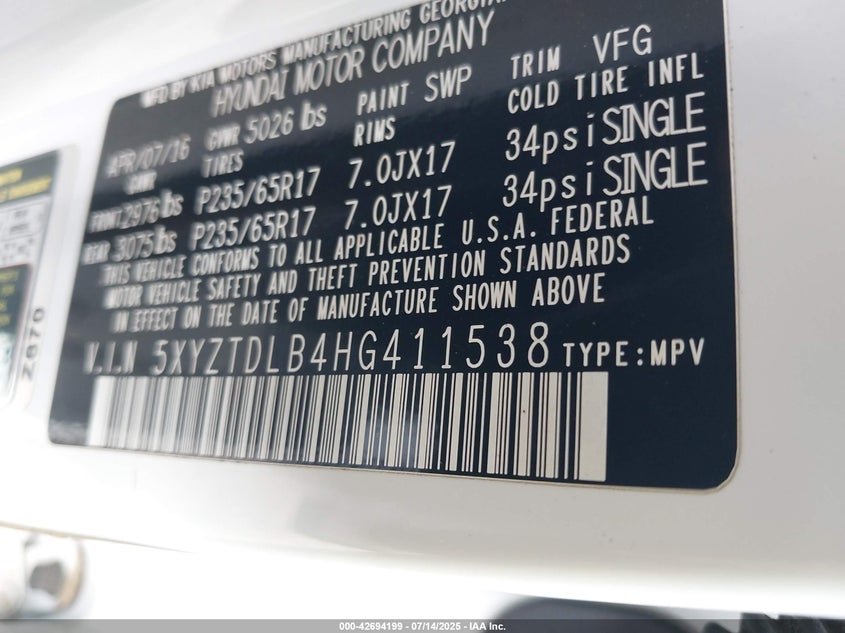 MFD BY KIA MOTORS MANUFACTURING GEORGIA
HYUNDAI MOTOR COMPANY
APR/07/16 GVWR 5026 lbs PAINT SWP TRIM VFG
GAWR TIRES RIMS COLD TIRE INFL
FRONT 2976 lbs P235/65R17 7.0JX17 34psi SINGLE
REAR 3075 lbs P235/65R17 7.0JX17 34psi SINGLE
THIS VEHICLE CONFORMS TO ALL APPLICABLE U.S.A. FEDERAL
MOTOR VEHICLE SAFETY AND THEFT PREVENTION STANDARDS
IN EFFECT ON THE DATE OF MANUFACTURE SHOWN ABOVE
V.I.N 5XYZTDLB4HG411538 TYPE:MPV
Z870
000-42694199 - 07/14/2025 - IAA Inc.